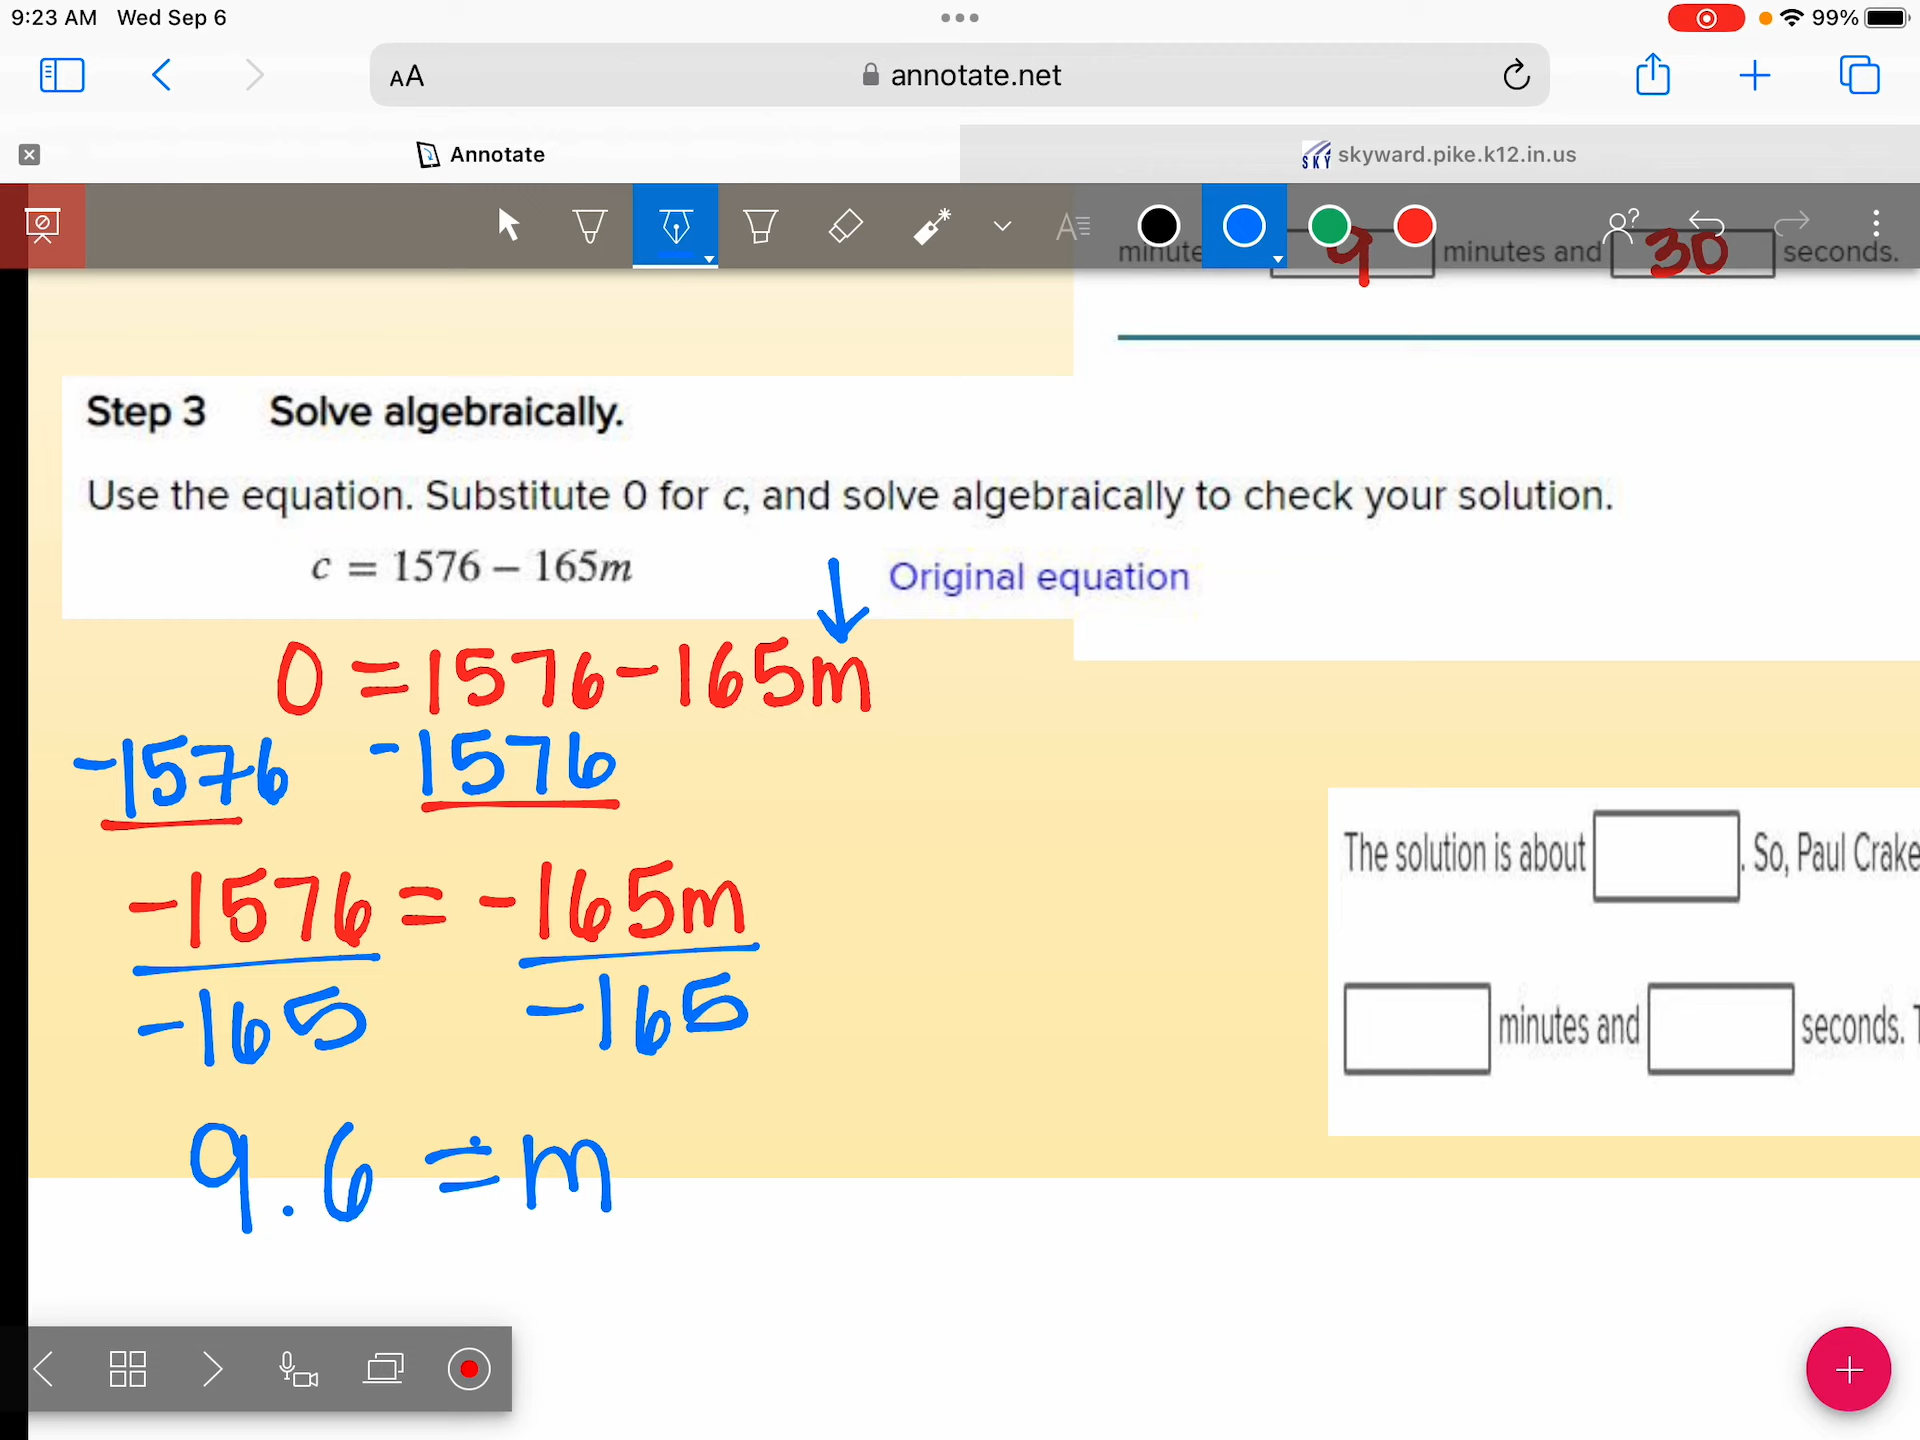 9:23 AM Wed Sep 6
99%
AA annotate.net
Annotate
SKY skyward.pike.k12.in.us
minute 9 minutes and 30 seconds.
Step 3 Solve algebraically.
Use the equation. Substitute 0 for c, and solve algebraically to check your solution.
c = 1576 – 165m Original equation
0 = 1576 - 165m
-1576 -1576
-1576 = -165m
-165 -165
9.6 ≐ m
The solution is about . So, Paul Crake
minutes and seconds. T